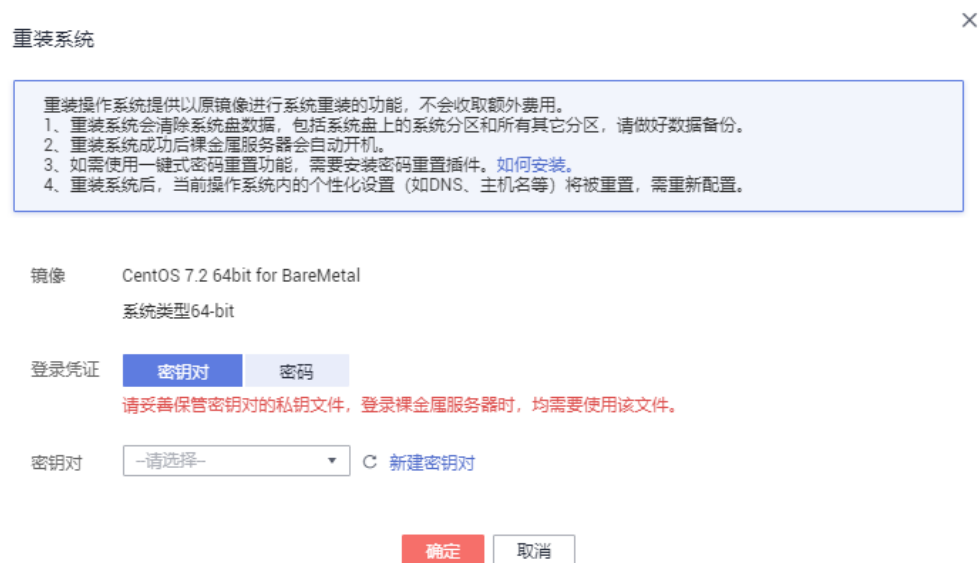 重装系统
重装操作系统提供以原镜像进行系统重装的功能，不会收取额外费用。
1、重装系统会清除系统盘数据，包括系统盘上的系统分区和所有其它分区，请做好数据备份。
2、重装系统成功后裸金属服务器会自动开机。
3、如需使用一键式密码重置功能，需要安装密码重置插件。如何安装。
4、重装系统后，当前操作系统内的个性化设置（如DNS、主机名等）将被重置，需重新配置。
镜像 CentOS 7.2 64bit for BareMetal
系统类型64-bit
登录凭证 密钥对 密码
请妥善保管密钥对的私钥文件，登录裸金属服务器时，均需要使用该文件。
密钥对 --请选择-- 新建密钥对
确定 取消